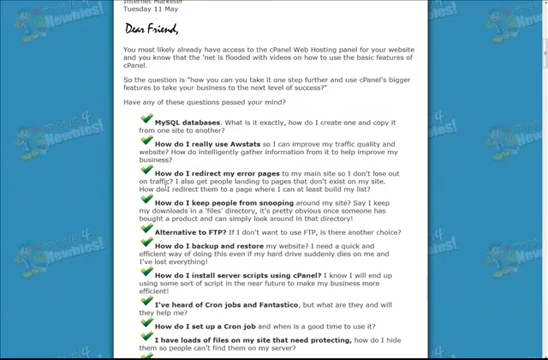 Internet Marketer
Tuesday 11 May
Dear Friend,
You most likely already have access to the cPanel Web Hosting panel for your website
and you know that the 'net is flooded with videos on how to use the basic features of
cPanel.
So the question is "how can you take it one step further and use cPanel's bigger
features to take your business to the next level of success?"
Have any of these questions passed your mind?
MySQL databases. What is it exactly, how do I create one and copy it
from one site to another?
How do I really use Awstats so I can improve my traffic quality and
website? How do intelligently gather information from it to help improve my
business?
How do I redirect my error pages to my main site so I don't lose out
on traffic? I also get people landing to pages that don't exist on my site.
How do I redirect them to a page where I can at least build my list?
How do I keep people from snooping around my site? Say I keep
my downloads in a 'files' directory, it's pretty obvious once someone has
bought a product and can simply look around in that directory!
Alternative to FTP? If I don't want to use FTP, is there another choice?
How do I backup and restore my website? I need a quick and
efficient way of doing this even if my hard drive suddenly dies on me and
I've lost everything!
How do I install server scripts using cPanel? I know I will end up
using some sort of script in the near future to make my business more
efficient!
I've heard of Cron jobs and Fantastico, but what are they and will
they help me?
How do I set up a Cron job and when is a good time to use it?
I have loads of files on my site that need protecting, how do I hide
them so people can't find them on my server?